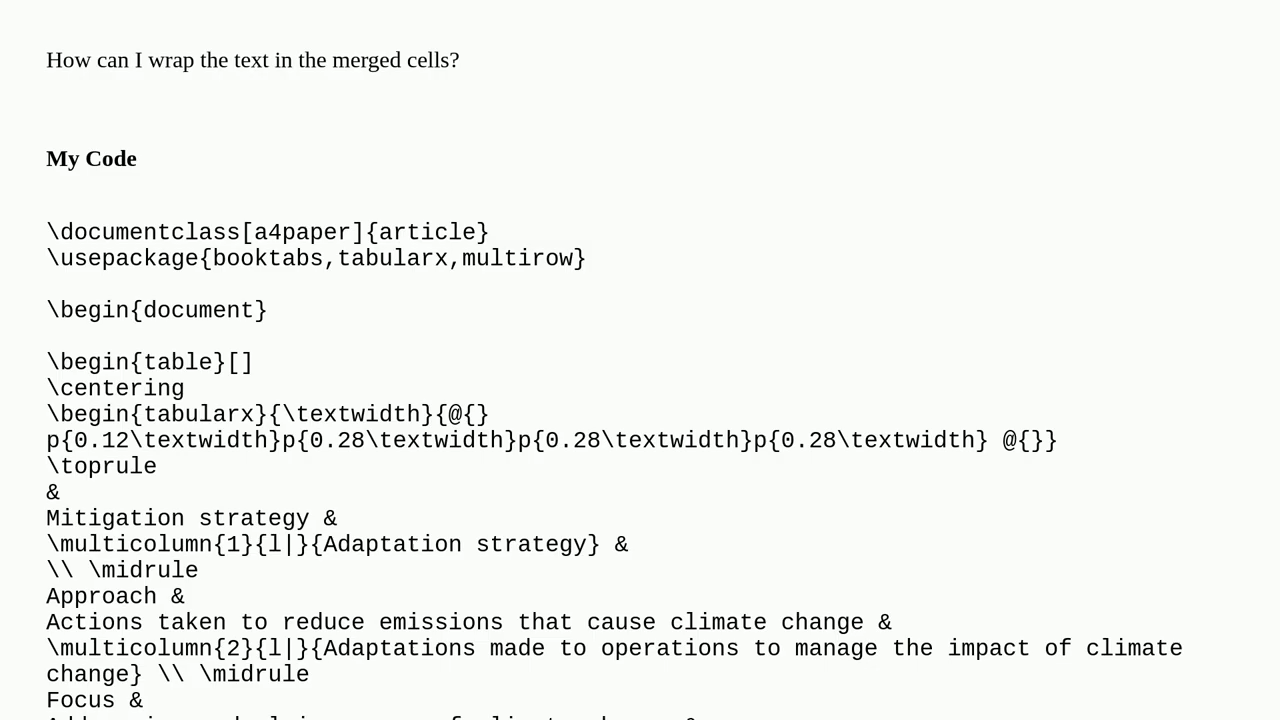 How can I wrap the text in the merged cells?
My Code
\documentclass[a4paper]{article}
\usepackage{booktabs,tabularx,multirow}
\begin{document}
\begin{table}[]
\centering
\begin{tabularx}{\textwidth}{@{}
p{0.12\textwidth}p{0.28\textwidth}p{0.28\textwidth}p{0.28\textwidth} @{}}
\toprule
&
Mitigation strategy &
\multicolumn{1}{l|}{Adaptation strategy} &
\\ \midrule
Approach &
Actions taken to reduce emissions that cause climate change &
\multicolumn{2}{l|}{Adaptations made to operations to manage the impact of climate
change} \\ \midrule
Focus &